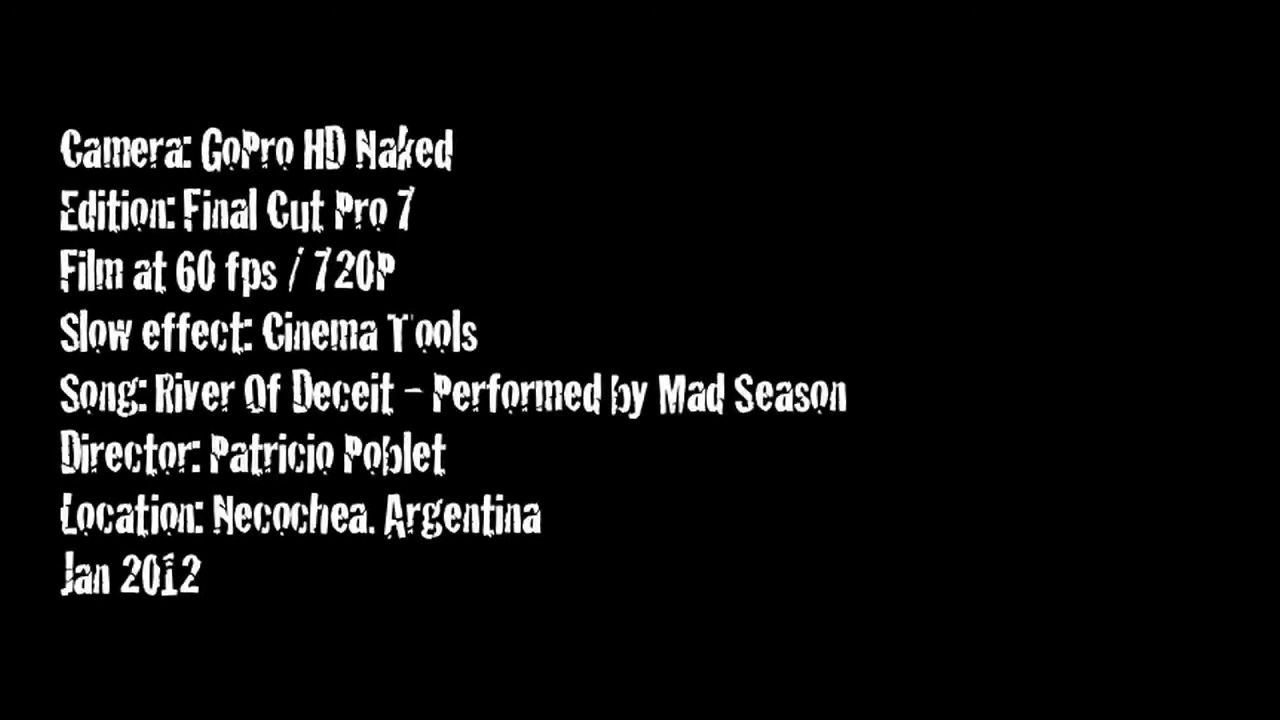 Camera: GoPro HD Naked
Edition: Final Cut Pro 7
Film at 60 fps / 720P
Slow effect: Cinema Tools
Song: River Of Deceit - Performed by Mad Season
Director: Patricio Poblet
Location: Necochea. Argentina
Jan 2012